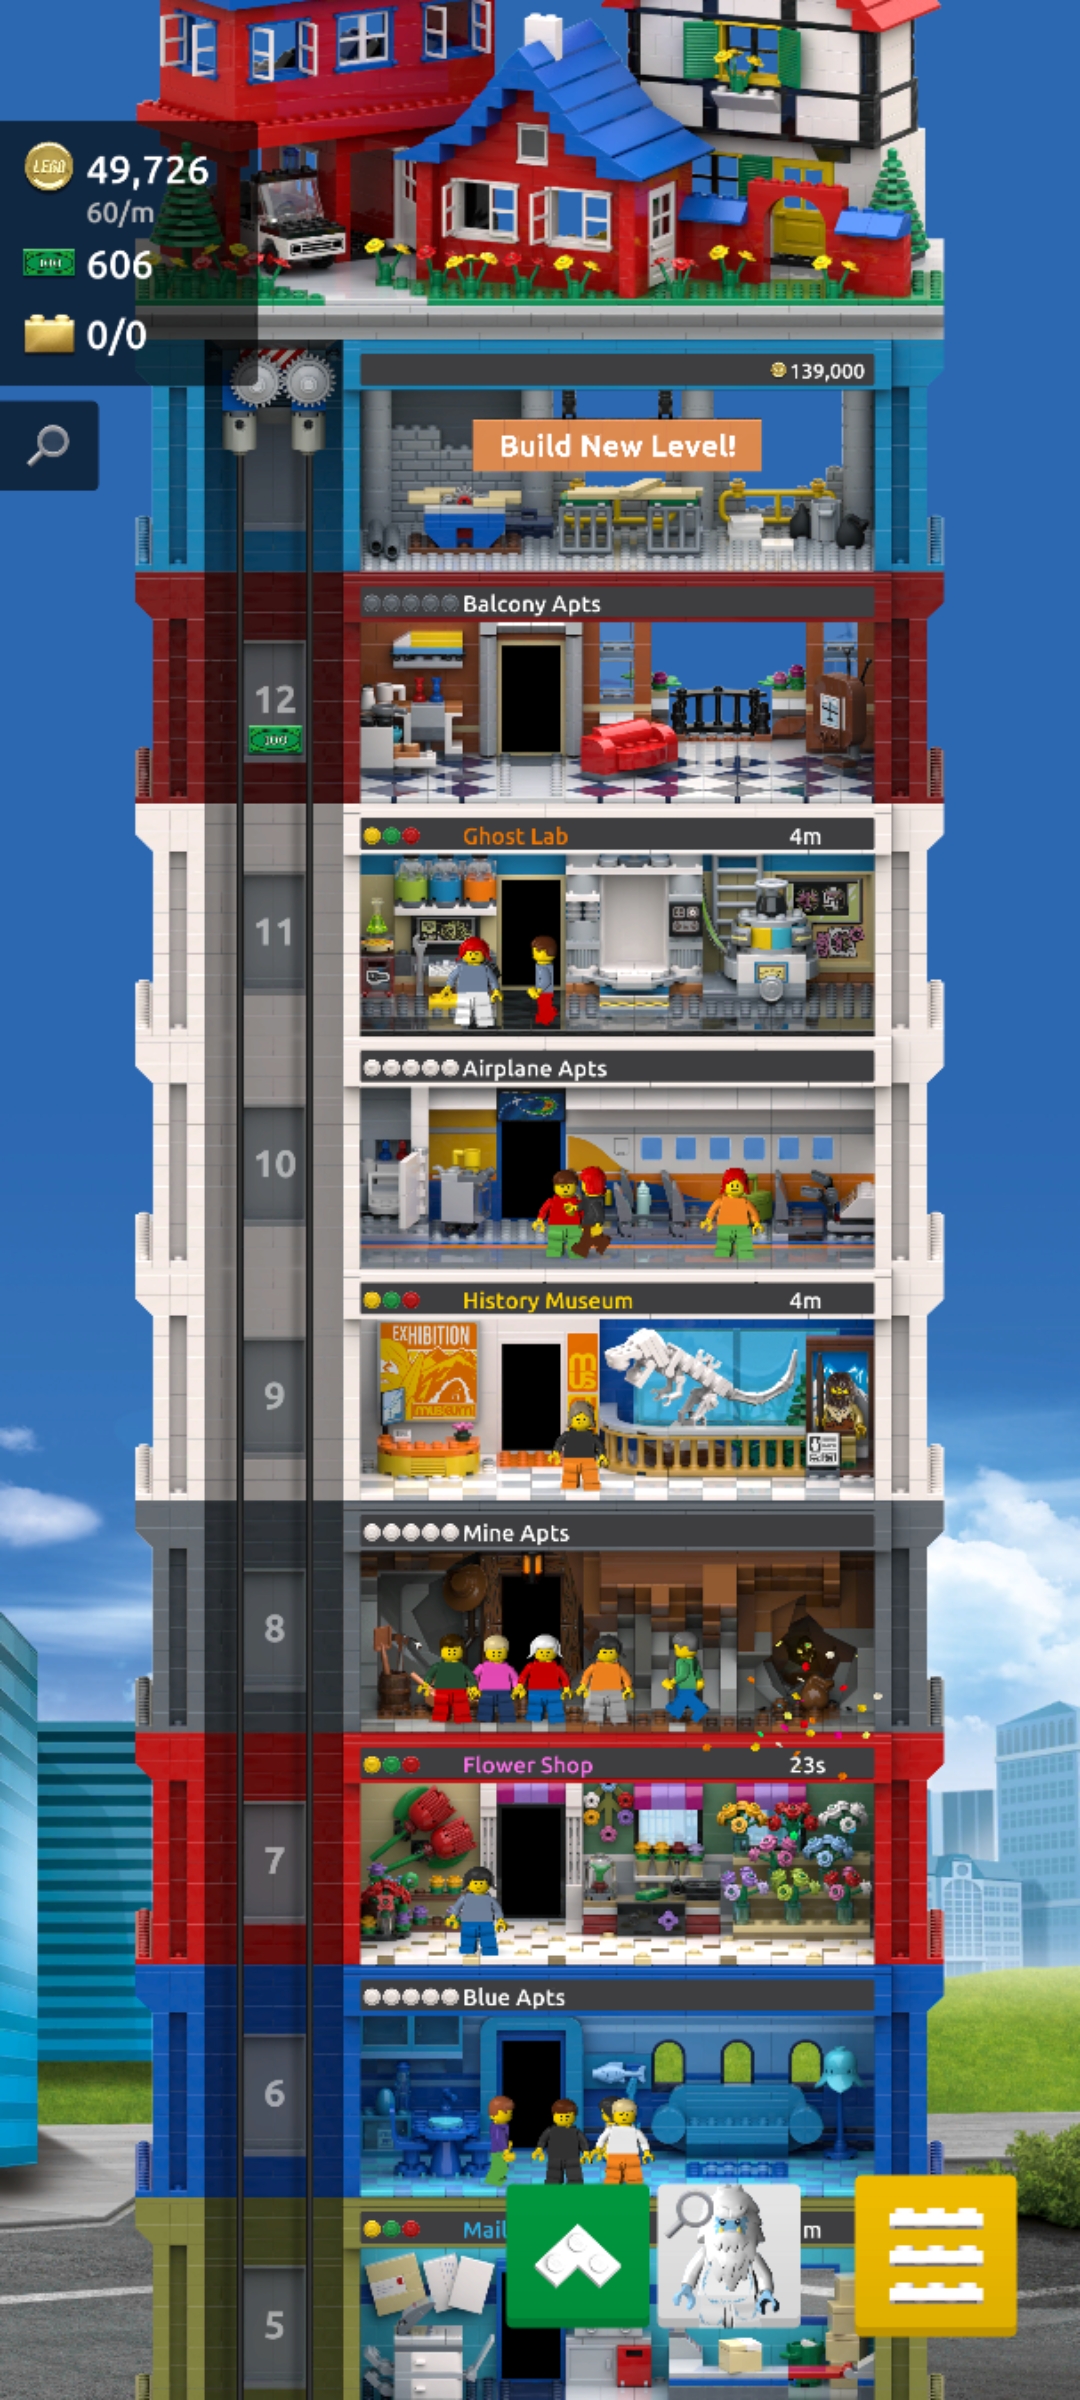 LEGO 49,726
60/m
606
0/0
139,000
Build New Level!
Balcony Apts
12
Ghost Lab 4m
11
Airplane Apts
10
History Museum 4m
EXHIBITION
museum
9
Mine Apts
8
Flower Shop 23s
7
Blue Apts
6
Mail m
5